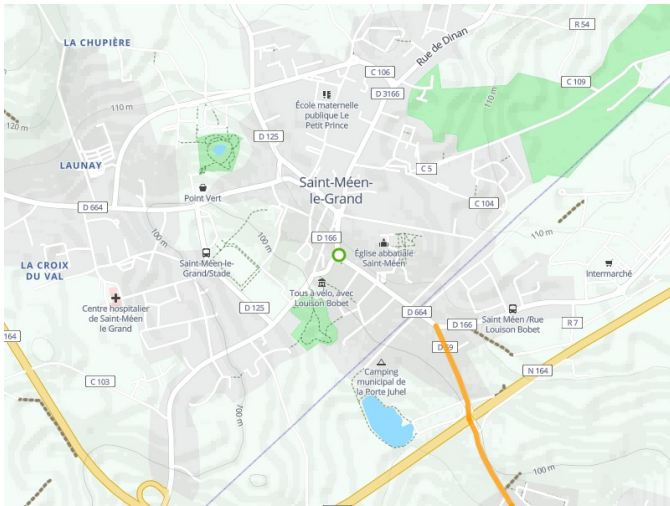 R 54
LA CHUPIÈRE
Rue de Dinan
C 106
C 109
D 3166
École maternelle
publique Le
Petit Prince
110 m
110 m
120 m
D 125
LAUNAY
C 5
Saint-Méen-
le-Grand
Point Vert
D 664
C 104
110 m
D 166
100 m
Église abbatiale
Saint-Méen
Saint-Méen-le-
Grand/Stade
LA CROIX
DU VAL
Intermarché
Tous à vélo, avec
Louison Bobet
Centre hospitalier
de Saint-Méen
le Grand
D 125
D 664
D 166
Saint Méen /Rue
Louison Bobet
R 7
164
D 59
N 164
Camping
municipal de
la Porte Juhel
C 103
700 m
100 m